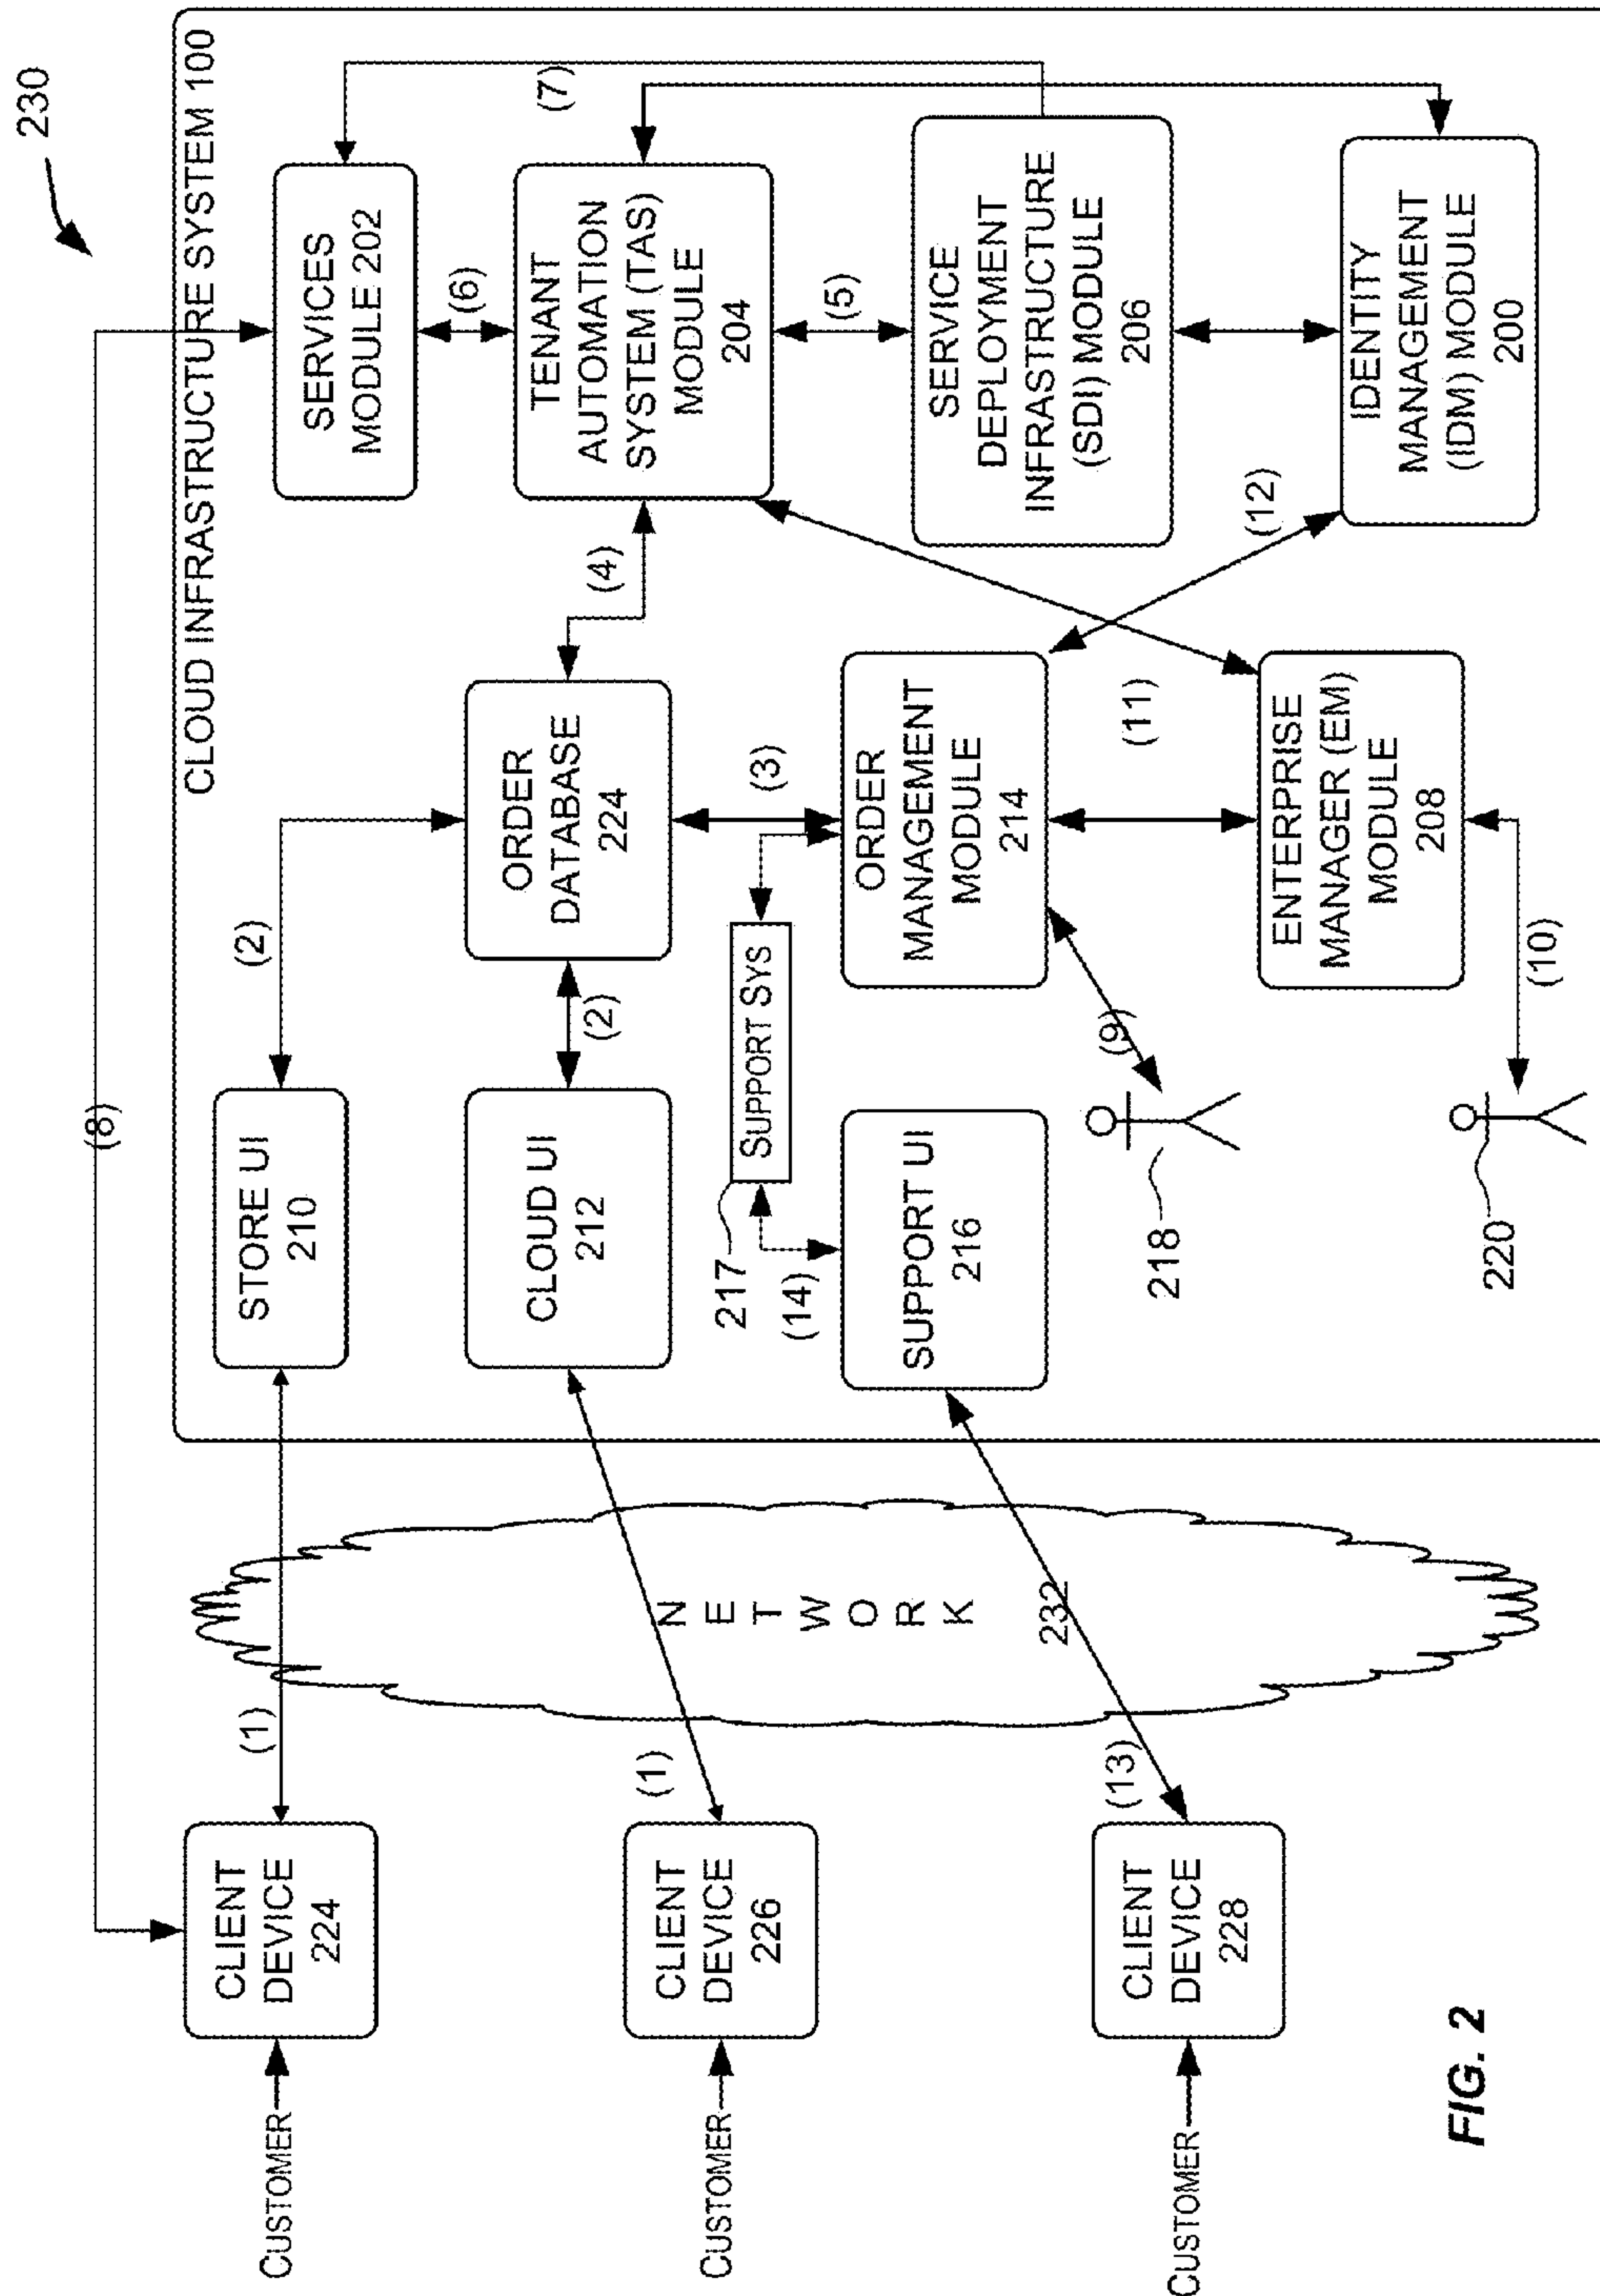 230
CLOUD INFRASTRUCTURE SYSTEM 100
(8)
CUSTOMER
CLIENT
DEVICE
224
(1)
STORE UI
210
(2)
SERVICES
MODULE 202
(7)
(6)
CUSTOMER
CLIENT
DEVICE
226
(1)
N
E
T
W
O
R
K
232
CLOUD UI
212
(2)
ORDER
DATABASE
224
(4)
TENANT
AUTOMATION
SYSTEM (TAS)
MODULE
204
(5)
217
SUPPORT SYS
(3)
(14)
CUSTOMER
CLIENT
DEVICE
228
(13)
SUPPORT UI
216
ORDER
MANAGEMENT
MODULE
214
SERVICE
DEPLOYMENT
INFRASTRUCTURE
(SDI) MODULE
206
(9)
218
(11)
(12)
ENTERPRISE
MANAGER (EM)
MODULE
208
IDENTITY
MANAGEMENT
(IDM) MODULE
200
220
(10)
FIG. 2